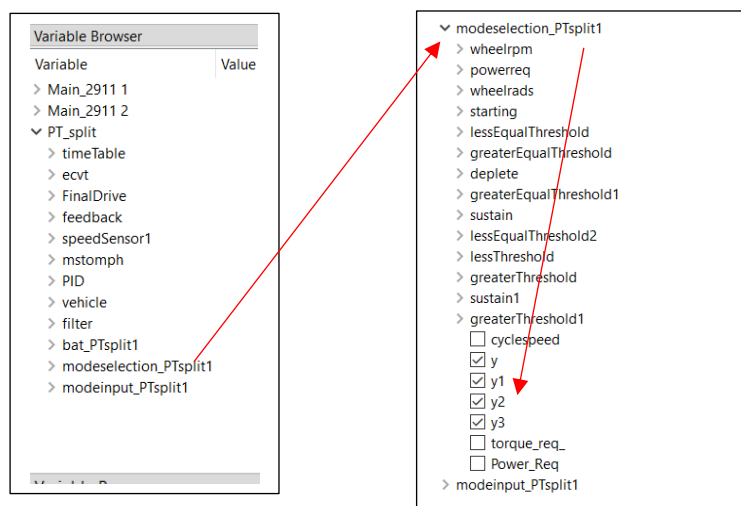 Variable Browser
Variable Value
Main_2911 1
Main_2911 2
PT_split
timeTable
ecvt
FinalDrive
feedback
speedSensor1
mstomph
PID
vehicle
filter
bat_PTsplit1
modeselection_PTsplit1
modeinput_PTsplit1
modeselection_PTsplit1
wheelrpm
powerreq
wheelrads
starting
lessEqualThreshold
greaterEqualThreshold
deplete
greaterEqualThreshold1
sustain
lessEqualThreshold2
lessThreshold
greaterThreshold
sustain1
greaterThreshold1
cyclespeed
y
y1
y2
y3
torque_req_
Power_Req
modeinput_PTsplit1